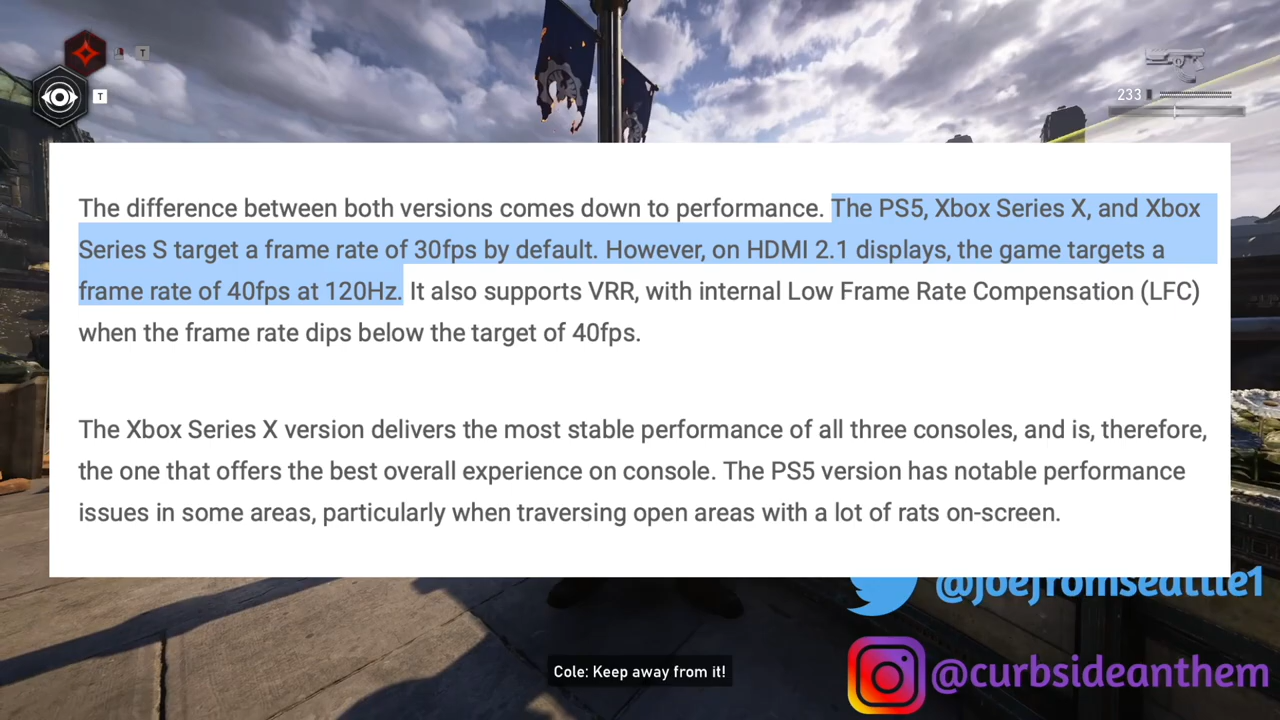 T
T
233
The difference between both versions comes down to performance. The PS5, Xbox Series X, and Xbox
Series S target a frame rate of 30fps by default. However, on HDMI 2.1 displays, the game targets a
frame rate of 40fps at 120Hz. It also supports VRR, with internal Low Frame Rate Compensation (LFC)
when the frame rate dips below the target of 40fps.
The Xbox Series X version delivers the most stable performance of all three consoles, and is, therefore,
the one that offers the best overall experience on console. The PS5 version has notable performance
issues in some areas, particularly when traversing open areas with a lot of rats on-screen.
@joefromseattle1
Cole: Keep away from it!
@curbsideanthem